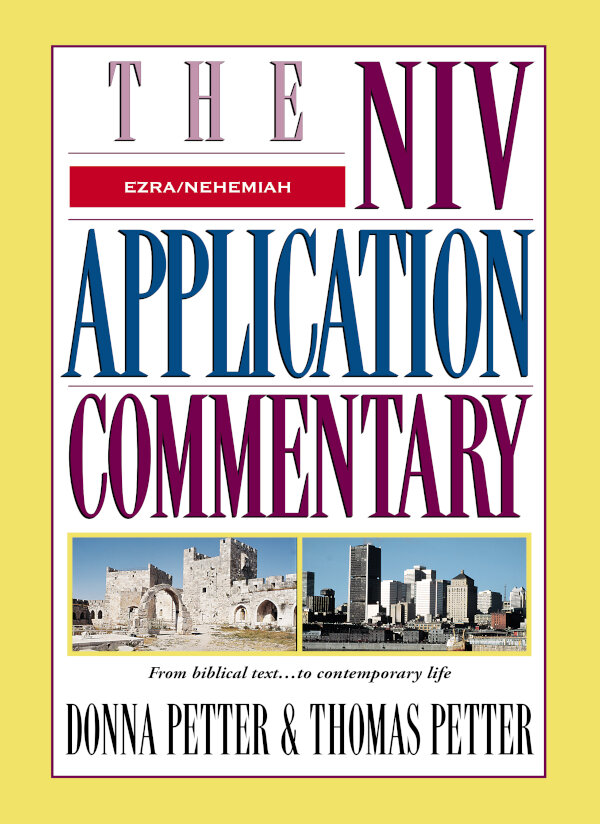 THE NIV
EZRA/NEHEMIAH
APPLICATION
COMMENTARY
From biblical text...to contemporary life
DONNA PETTER & THOMAS PETTER